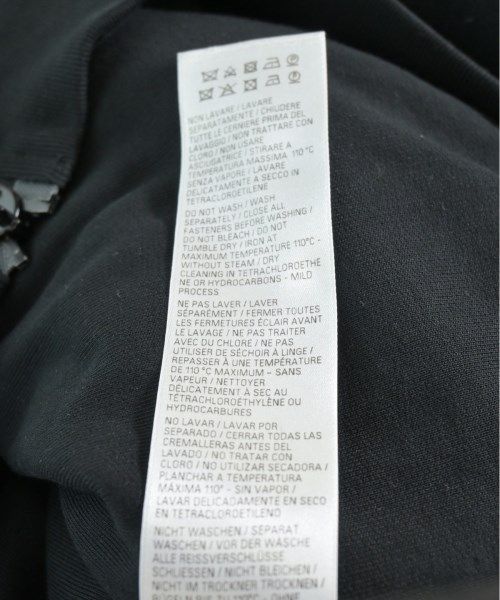 NON LAVARE / LAVARE
SEPARATAMENTE / CHIUDERE
TUTTE LE CERNIERE PRIMA DEL
LAVAGGIO / NON TRATTARE CON
CLORO / NON USARE
ASCIUGATRICE / STIRARE A
TEMPERATURA MASSIMA 110°C
SENZA VAPORE / LAVARE
DELICATAMENTE A SECCO IN
TETRACLOROETILENE
DO NOT WASH / WASH
SEPARATELY / CLOSE ALL
FASTENERS BEFORE WASHING /
DO NOT BLEACH / DO NOT
TUMBLE DRY / IRON AT
MAXIMUM TEMPERATURE 110°C -
WITHOUT STEAM / DRY
CLEANING IN TETRACHLOROETHE
NE OR HYDROCARBONS - MILD
PROCESS
NE PAS LAVER / LAVER
SÉPARÉMENT / FERMER TOUTES
LES FERMETURES ÉCLAIR AVANT
LE LAVAGE / NE PAS TRAITER
AVEC DU CHLORE / NE PAS
UTILISER DE SÉCHOIR À LINGE /
REPASSER À UNE TEMPÉRATURE
DE 110°C MAXIMUM - SANS
VAPEUR / NETTOYER
DÉLICATEMENT À SEC AU
TÉTRACHLOROÉTHYLÈNE OU
HYDROCARBURES
NO LAVAR / LAVAR POR
SEPARADO / CERRAR TODAS LAS
CREMALLERAS ANTES DEL
LAVADO / NO TRATAR CON
CLORO / NO UTILIZAR SECADORA /
PLANCHAR A TEMPERATURA
MÁXIMA 110° - SIN VAPOR /
LAVAR DELICADAMENTE EN SECO
EN TETRACLOROETILENO
NICHT WASCHEN / SEPARAT
WASCHEN / VOR DER WÄSCHE
ALLE REISSVERSCHLÜSSE
SCHLIESSEN / NICHT BLEICHEN /
NICHT IM TROCKNER TROCKNEN /
BÜGELN BIS ZU 110°C - OHNE